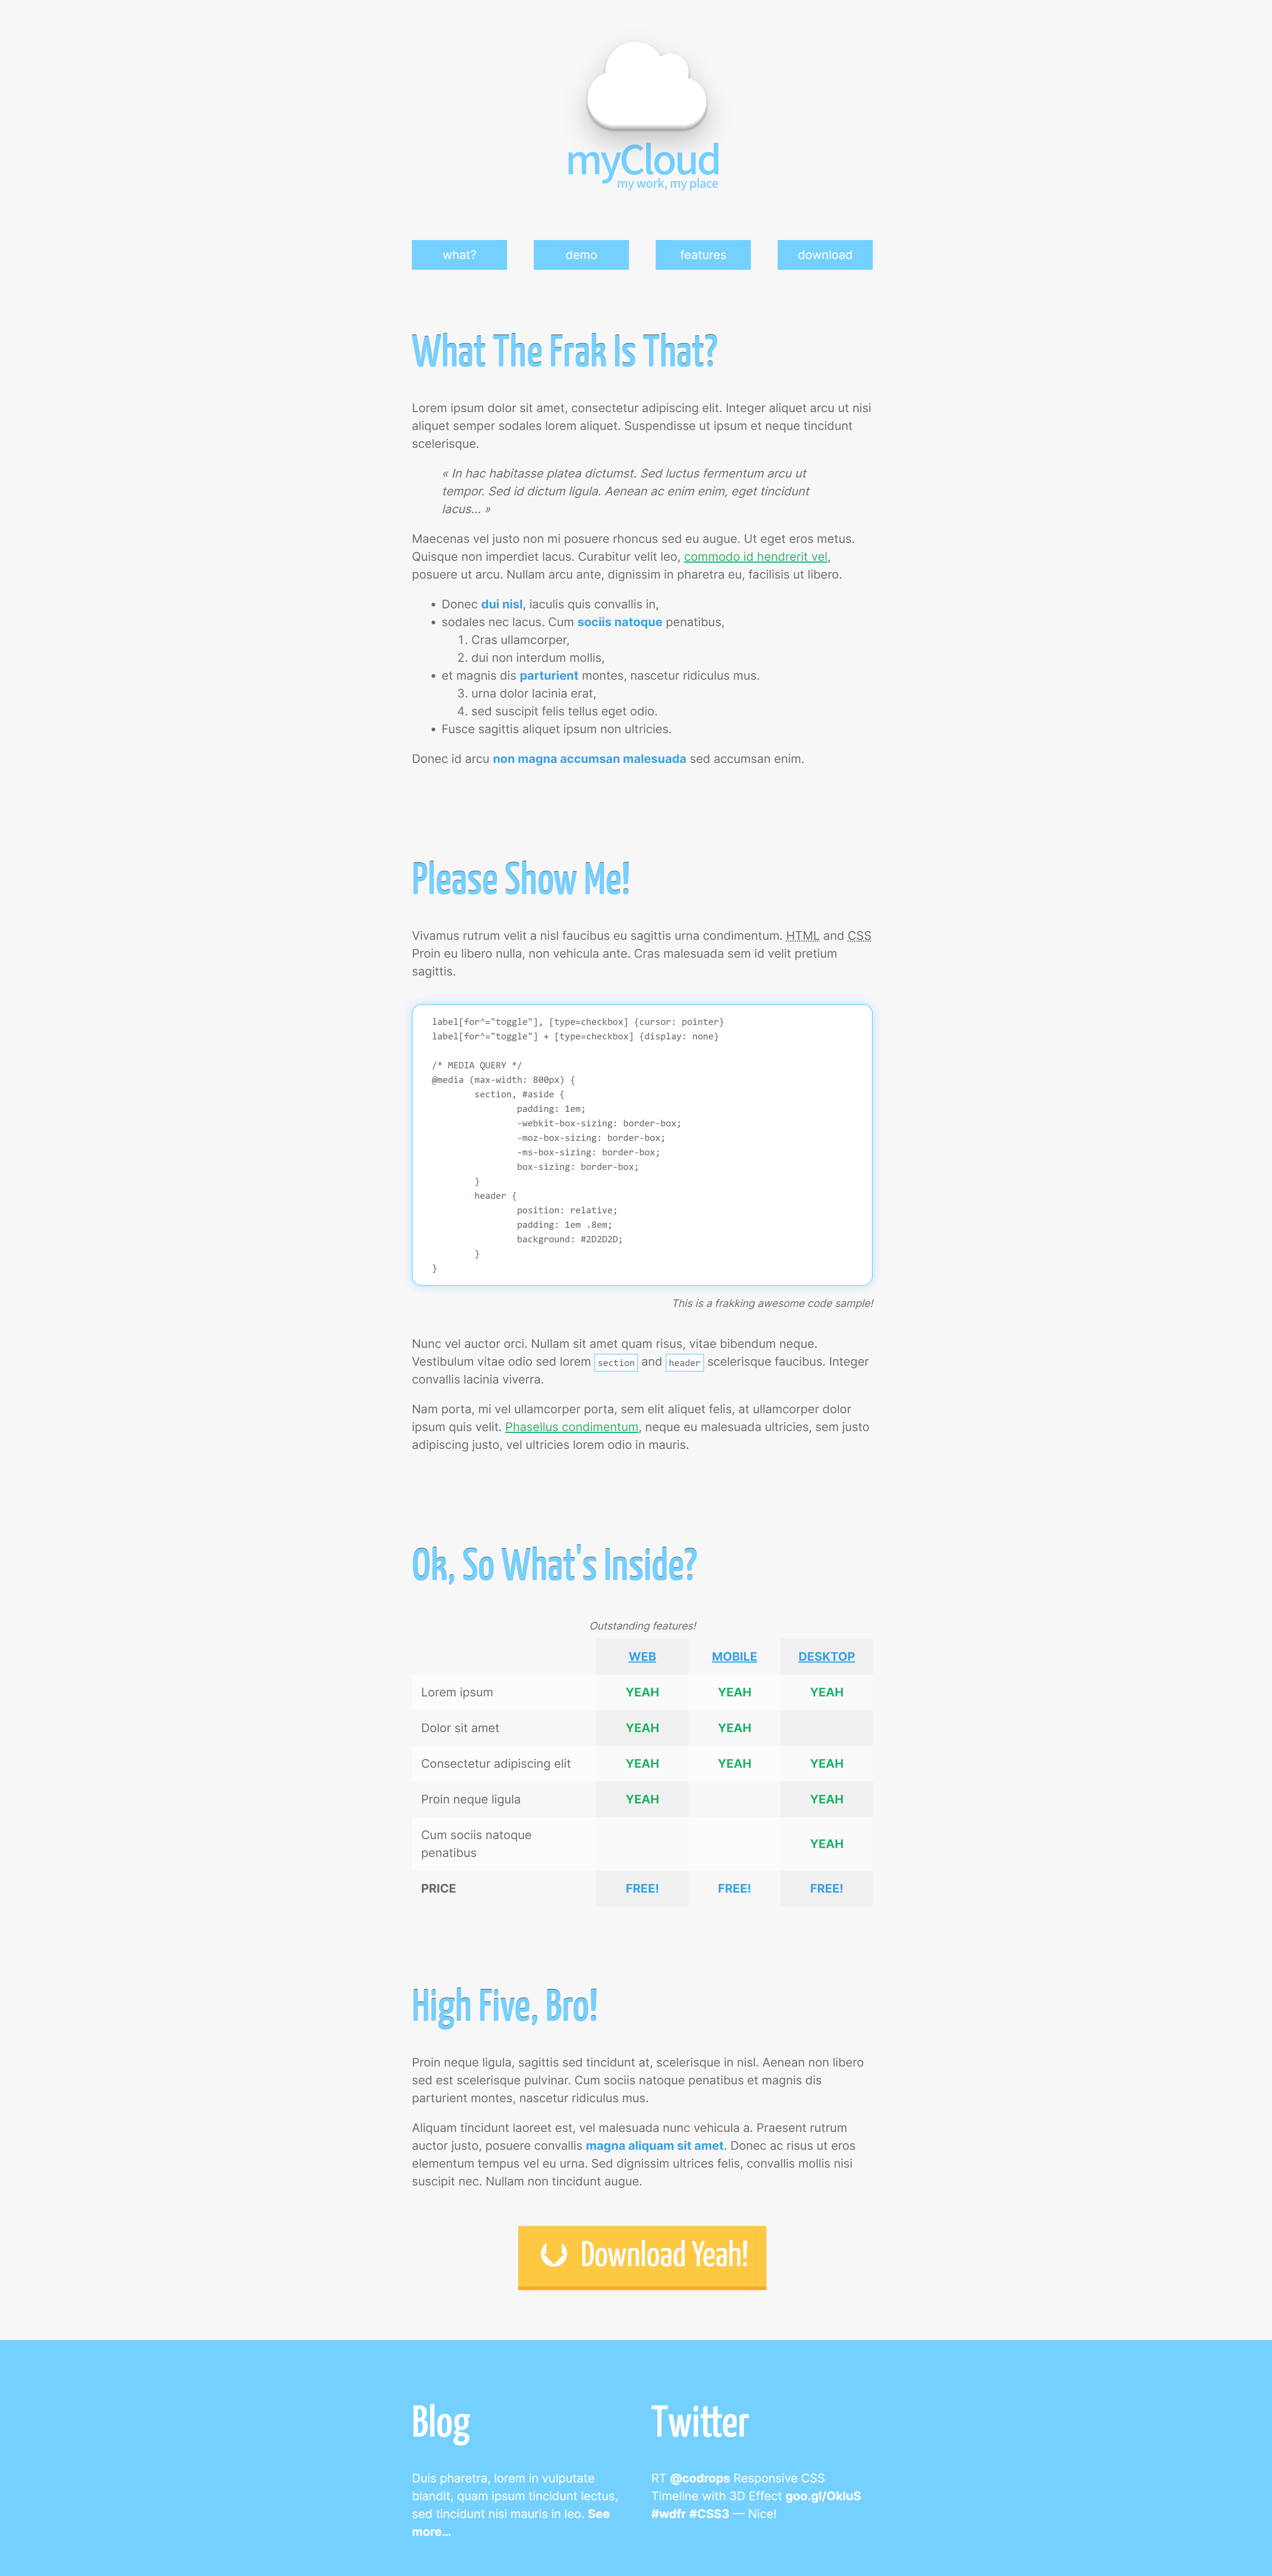 myCloud
my work, my place
what?
demo
features
download
What The Frak Is That?
Lorem ipsum dolor sit amet, consectetur adipiscing elit. Integer aliquet arcu ut nisi
aliquet semper sodales lorem aliquet. Suspendisse ut ipsum et neque tincidunt
scelerisque.
« In hac habitasse platea dictumst. Sed luctus fermentum arcu ut
tempor. Sed id dictum ligula. Aenean ac enim enim, eget tincidunt
lacus... »
Maecenas vel justo non mi posuere rhoncus sed eu augue. Ut eget eros metus.
Quisque non imperdiet lacus. Curabitur velit leo, commodo id hendrerit vel,
posuere ut arcu. Nullam arcu ante, dignissim in pharetra eu, facilisis ut libero.
• Donec dui nisl, iaculis quis convallis in,
• sodales nec lacus. Cum sociis natoque penatibus,
1. Cras ullamcorper,
2. dui non interdum mollis,
• et magnis dis parturient montes, nascetur ridiculus mus.
3. urna dolor lacinia erat,
4. sed suscipit felis tellus eget odio.
• Fusce sagittis aliquet ipsum non ultricies.
Donec id arcu non magna accumsan malesuada sed accumsan enim.
Please Show Me!
Vivamus rutrum velit a nisl faucibus eu sagittis urna condimentum. HTML and CSS
Proin eu libero nulla, non vehicula ante. Cras malesuada sem id velit pretium
sagittis.
label[for^="toggle"], [type=checkbox] {cursor: pointer}
label[for^="toggle"] + [type=checkbox] {display: none}
/* MEDIA QUERY */
@media (max-width: 800px) {
section, #aside {
padding: 1em;
-webkit-box-sizing: border-box;
-moz-box-sizing: border-box;
-ms-box-sizing: border-box;
box-sizing: border-box;
}
header {
position: relative;
padding: 1em .8em;
background: #2D2D2D;
}
}
This is a frakking awesome code sample!
Nunc vel auctor orci. Nullam sit amet quam risus, vitae bibendum neque.
Vestibulum vitae odio sed lorem section and header scelerisque faucibus. Integer
convallis lacinia viverra.
Nam porta, mi vel ullamcorper porta, sem elit aliquet felis, at ullamcorper dolor
ipsum quis velit. Phasellus condimentum, neque eu malesuada ultricies, sem justo
adipiscing justo, vel ultricies lorem odio in mauris.
Ok, So What's Inside?
Outstanding features!
WEB MOBILE DESKTOP
Lorem ipsum YEAH YEAH YEAH
Dolor sit amet YEAH YEAH
Consectetur adipiscing elit YEAH YEAH YEAH
Proin neque ligula YEAH YEAH
Cum sociis natoque
penatibus YEAH
PRICE FREE! FREE! FREE!
High Five, Bro!
Proin neque ligula, sagittis sed tincidunt at, scelerisque in nisl. Aenean non libero
sed est scelerisque pulvinar. Cum sociis natoque penatibus et magnis dis
parturient montes, nascetur ridiculus mus.
Aliquam tincidunt laoreet est, vel malesuada nunc vehicula a. Praesent rutrum
auctor justo, posuere convallis magna aliquam sit amet. Donec ac risus ut eros
elementum tempus vel eu urna. Sed dignissim ultrices felis, convallis mollis nisi
suscipit nec. Nullam non tincidunt augue.
Download Yeah!
Blog
Duis pharetra, lorem in vulputate
blandit, quam ipsum tincidunt lectus,
sed tincidunt nisi mauris in leo. See
more...
Twitter
RT @codrops Responsive CSS
Timeline with 3D Effect goo.gl/OkluS
#wdfr #CSS3 — Nice!